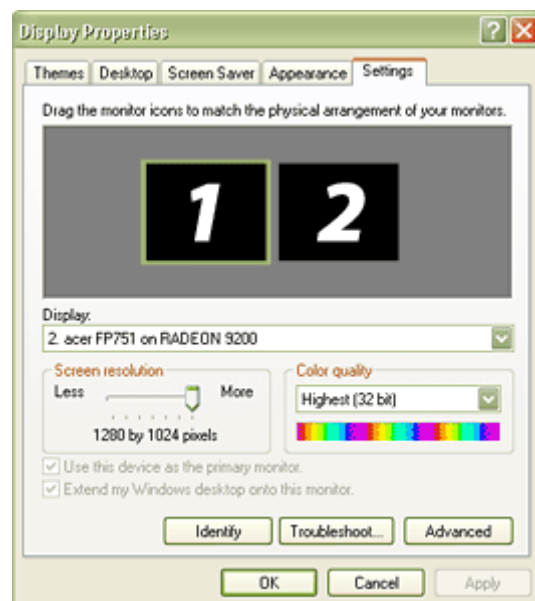 Display Properties
Themes Desktop Screen Saver Appearance Settings
Drag the monitor icons to match the physical arrangement of your monitors.
1 2
Display:
2. acer FP751 on RADEON 9200
Screen resolution
Less More
1280 by 1024 pixels
Color quality
Highest (32 bit)
Use this device as the primary monitor.
Extend my Windows desktop onto this monitor.
Identify Troubleshoot... Advanced
OK Cancel Apply